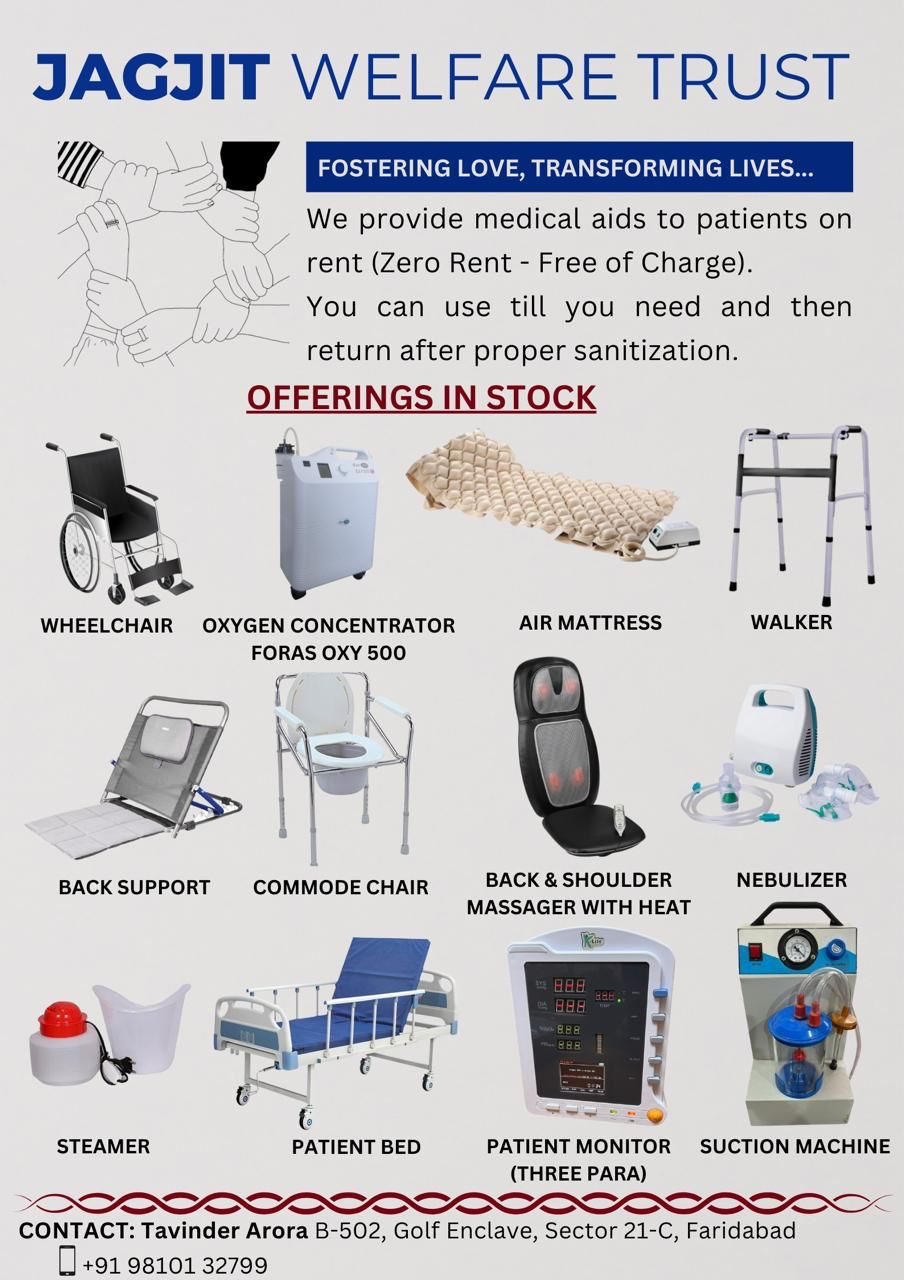 JAGJIT WELFARE TRUST
FOSTERING LOVE, TRANSFORMING LIVES...
We provide medical aids to patients on
rent (Zero Rent - Free of Charge).
You can use till you need and then
return after proper sanitization.
OFFERINGS IN STOCK
WHEELCHAIR
OXYGEN CONCENTRATOR
FORAS OXY 500
AIR MATTRESS
WALKER
BACK SUPPORT
COMMODE CHAIR
BACK & SHOULDER
MASSAGER WITH HEAT
NEBULIZER
STEAMER
PATIENT BED
PATIENT MONITOR
(THREE PARA)
SUCTION MACHINE
CONTACT: Tavinder Arora B-502, Golf Enclave, Sector 21-C, Faridabad
+91 98101 32799